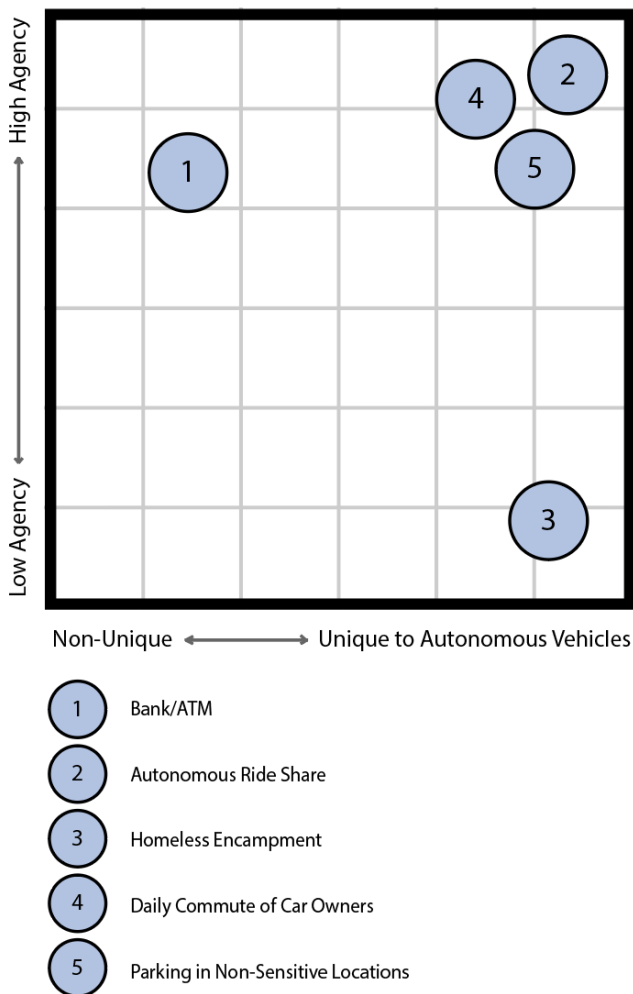 High Agency
Low Agency
2
4
5
1
3
Non-Unique
Unique to Autonomous Vehicles
1 Bank/ATM
2 Autonomous Ride Share
3 Homeless Encampment
4 Daily Commute of Car Owners
5 Parking in Non-Sensitive Locations